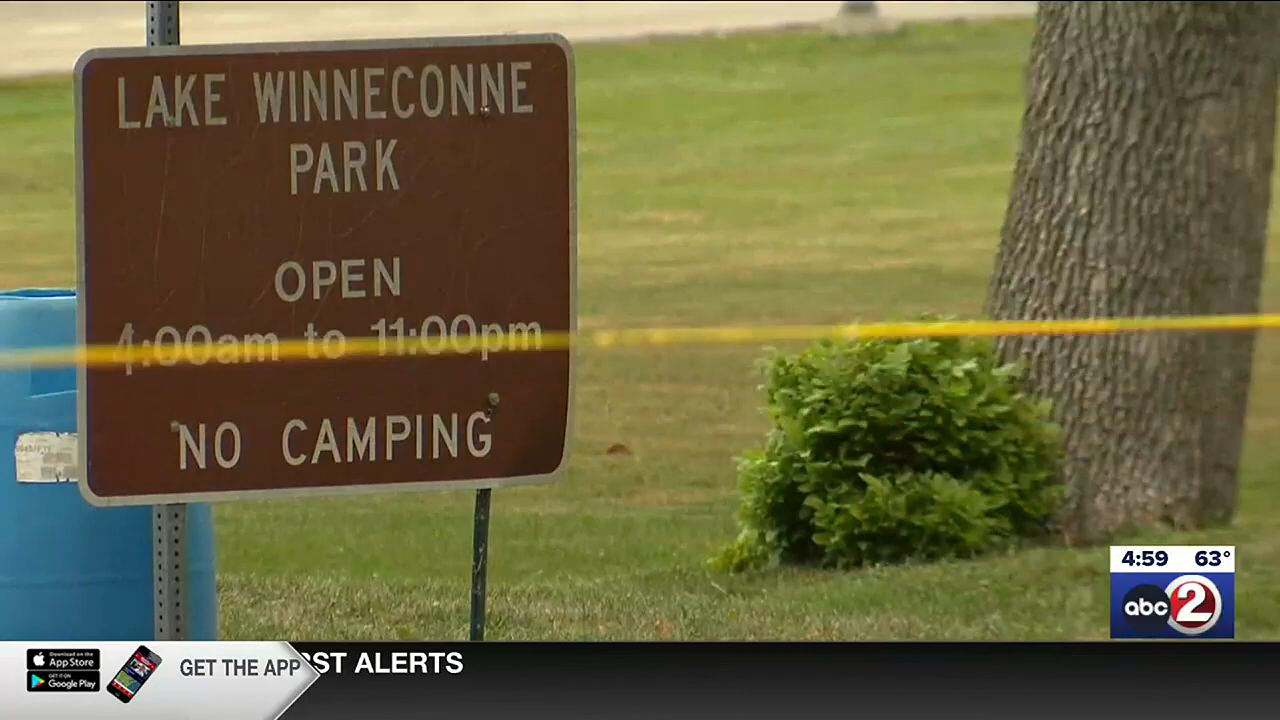 LAKE WINNECONNE
PARK
OPEN
4:00am to 11:00pm
NO CAMPING
4:59 63°
abc 2
Download on the
App Store
GET IT ON
Google Play
GET THE APP
ST ALERTS